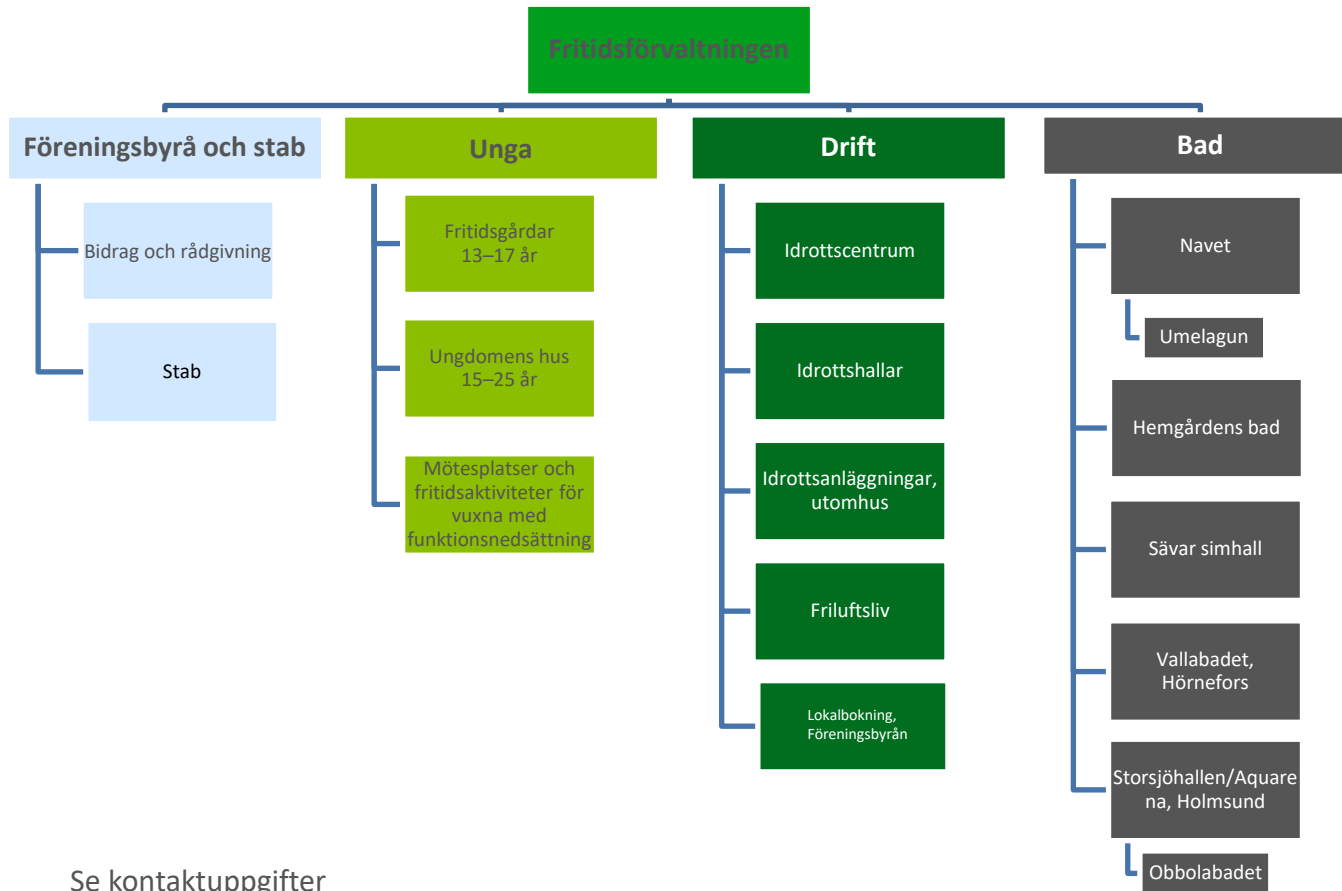 Fritidsförvaltningen
Föreningsbyrå och stab
Bidrag och rådgivning
Stab
Unga
Fritidsgårdar
13–17 år
Ungdomens hus
15–25 år
Mötesplatser och
fritidsaktiviteter för
vuxna med
funktionsnedsättning
Drift
Idrottscentrum
Idrottshallar
Idrottsanläggningar,
utomhus
Friluftsliv
Lokalbokning,
Föreningsbyrån
Bad
Navet
Umelagun
Hemgårdens bad
Sävar simhall
Vallabadet,
Hörnefors
Storsjöhallen/Aquare
na, Holmsund
Obbolabadet
Se kontaktuppgifter